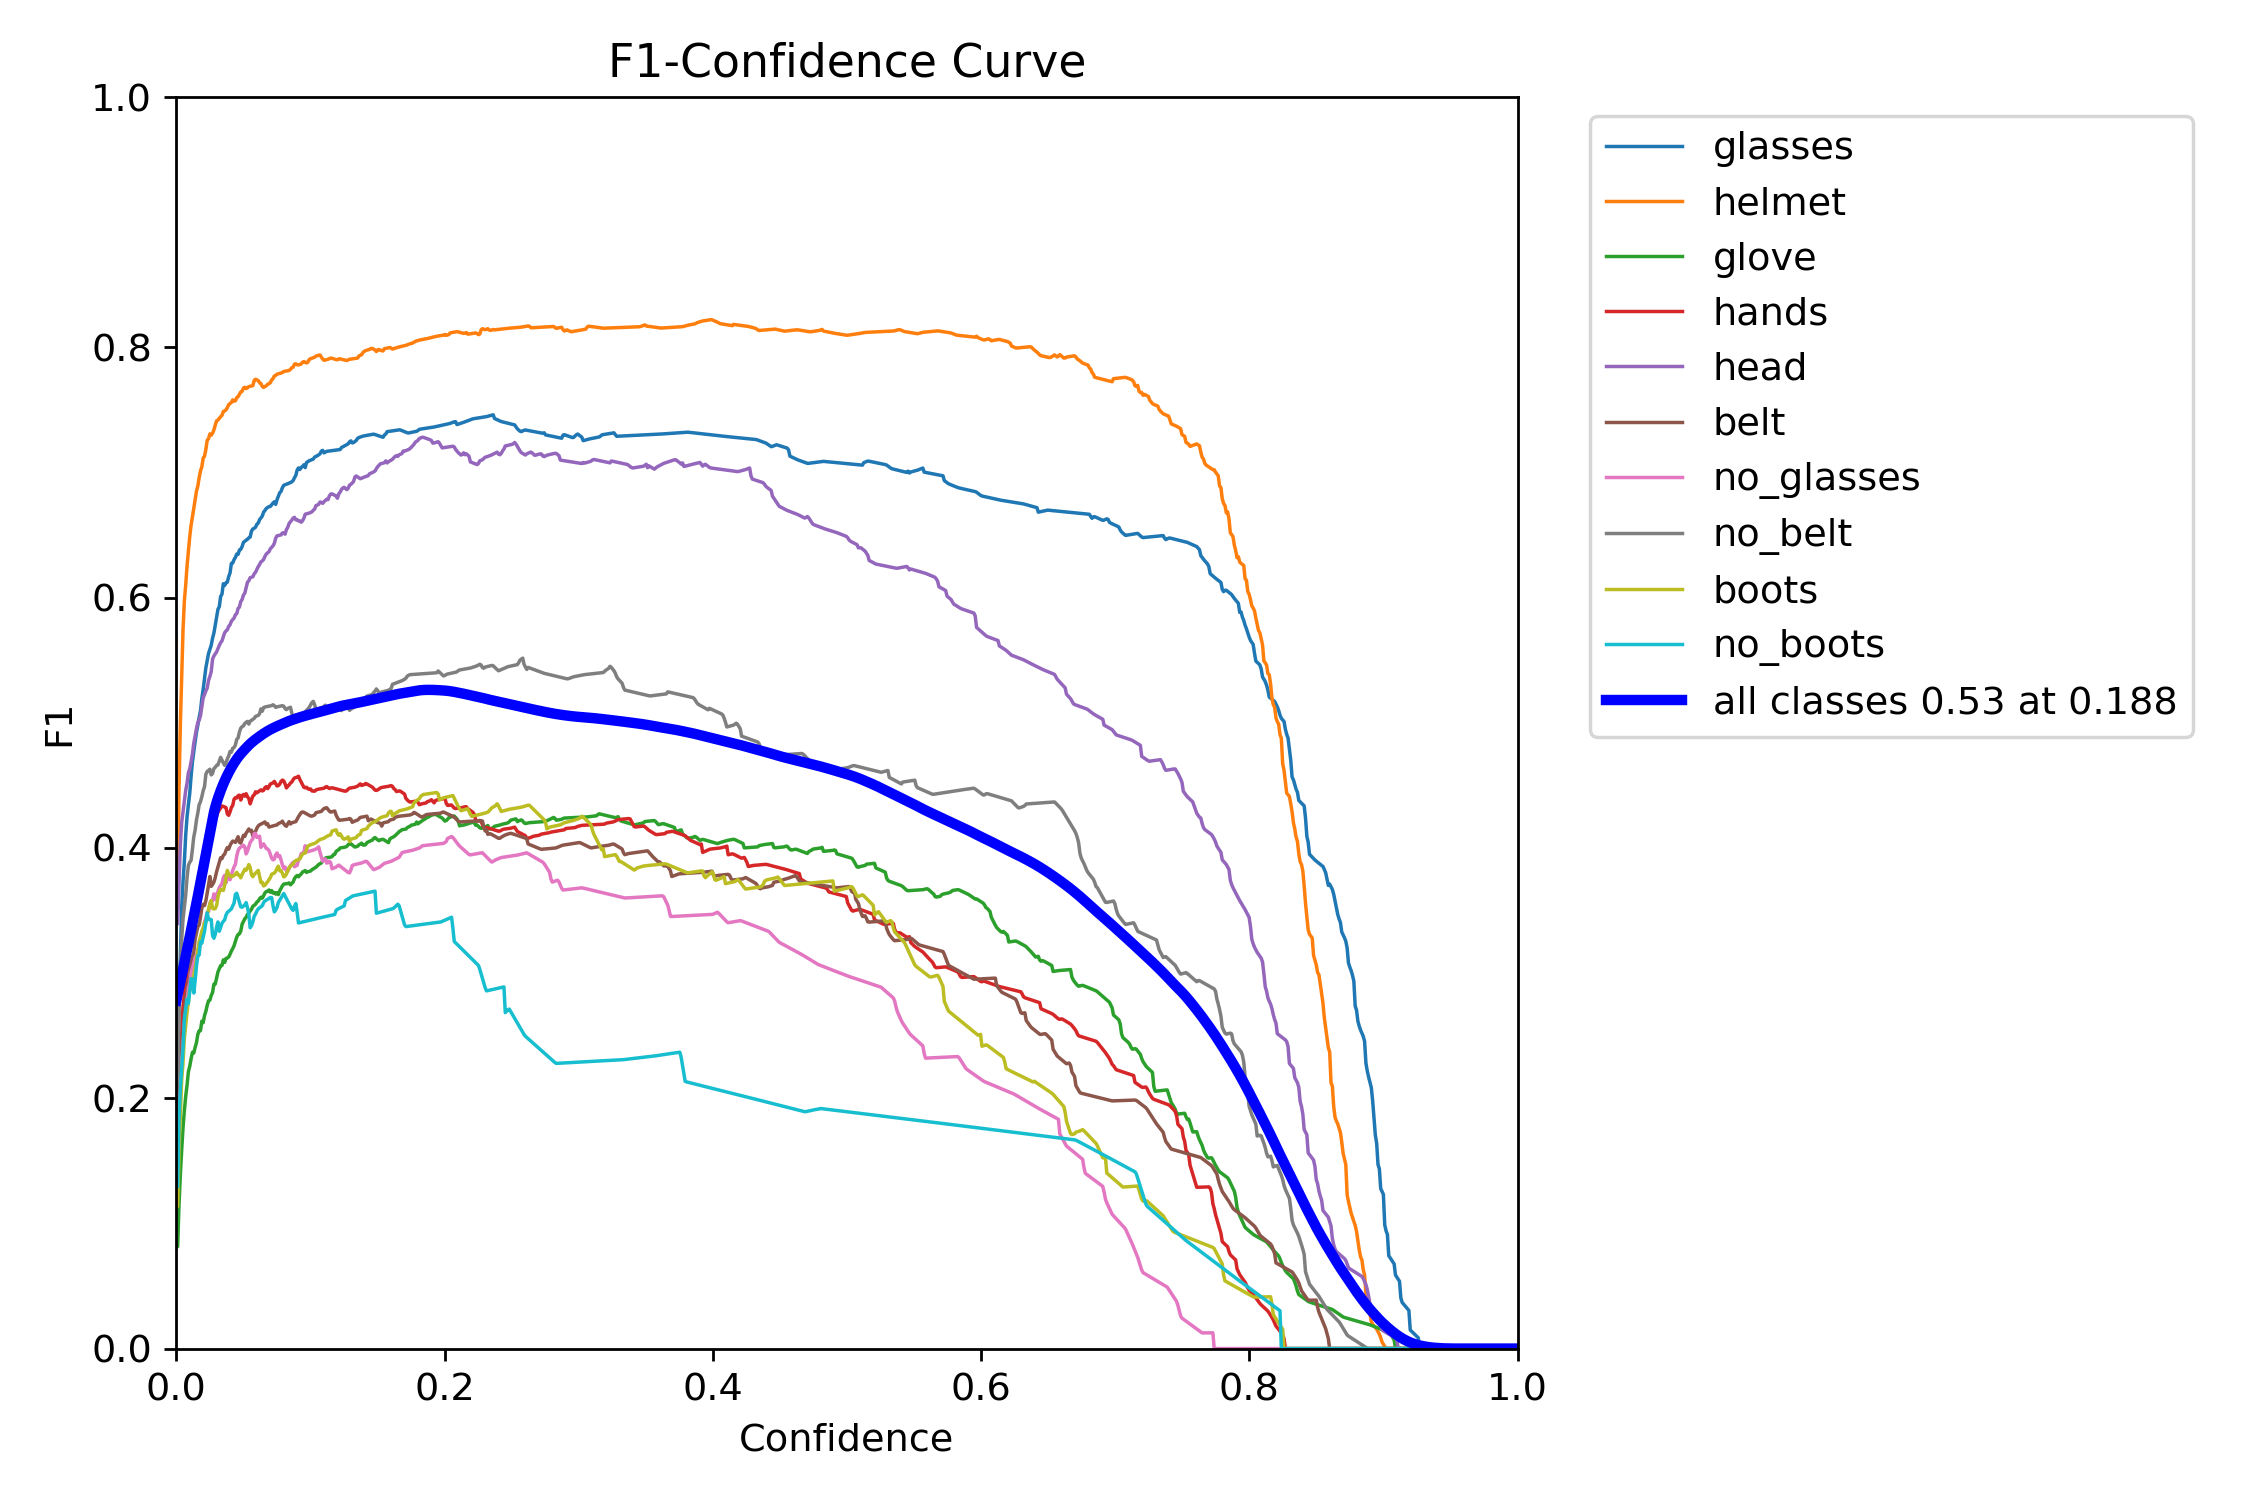 F1-Confidence Curve
1.0
0.8
0.6
0.4
0.2
0.0
F1
0.0 0.2 0.4 0.6 0.8 1.0
Confidence
glasses
helmet
glove
hands
head
belt
no_glasses
no_belt
boots
no_boots
all classes 0.53 at 0.188